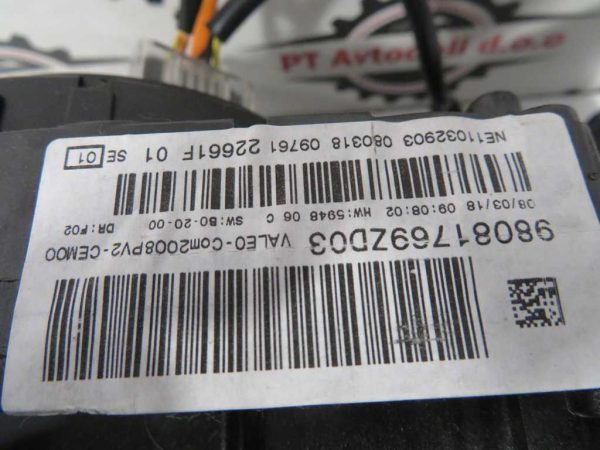 PT Avtodeli d.o.o
98081769ZD03 VALEO-Com2008PV2-CEM00
08/03/18 09:08:02 HW:5948 06 C SW:B0-20-00 DR:F02
NE11032903 080318 09761 22661F 01 SE 01